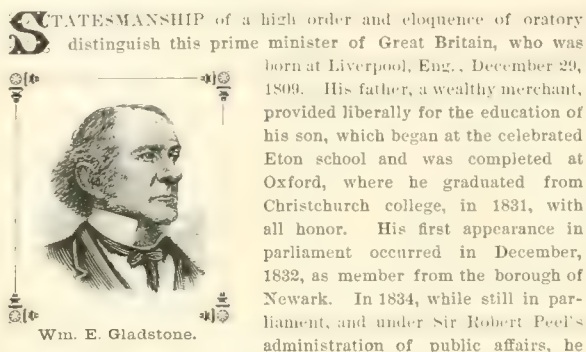 STATESMANSHIP of a high order and eloquence of oratory
distinguish this prime minister of Great Britain, who was
born at Liverpool, Eng., December 29,
1809. His father, a wealthy merchant,
provided liberally for the education of
his son, which began at the celebrated
Eton school and was completed at
Oxford, where he graduated from
Christchurch college, in 1831, with
all honor. His first appearance in
parliament occurred in December,
1832, as member from the borough of
Newark. In 1834, while still in par-
liament, and under Sir Robert Peel's
administration of public affairs, he
Wm. E. Gladstone.